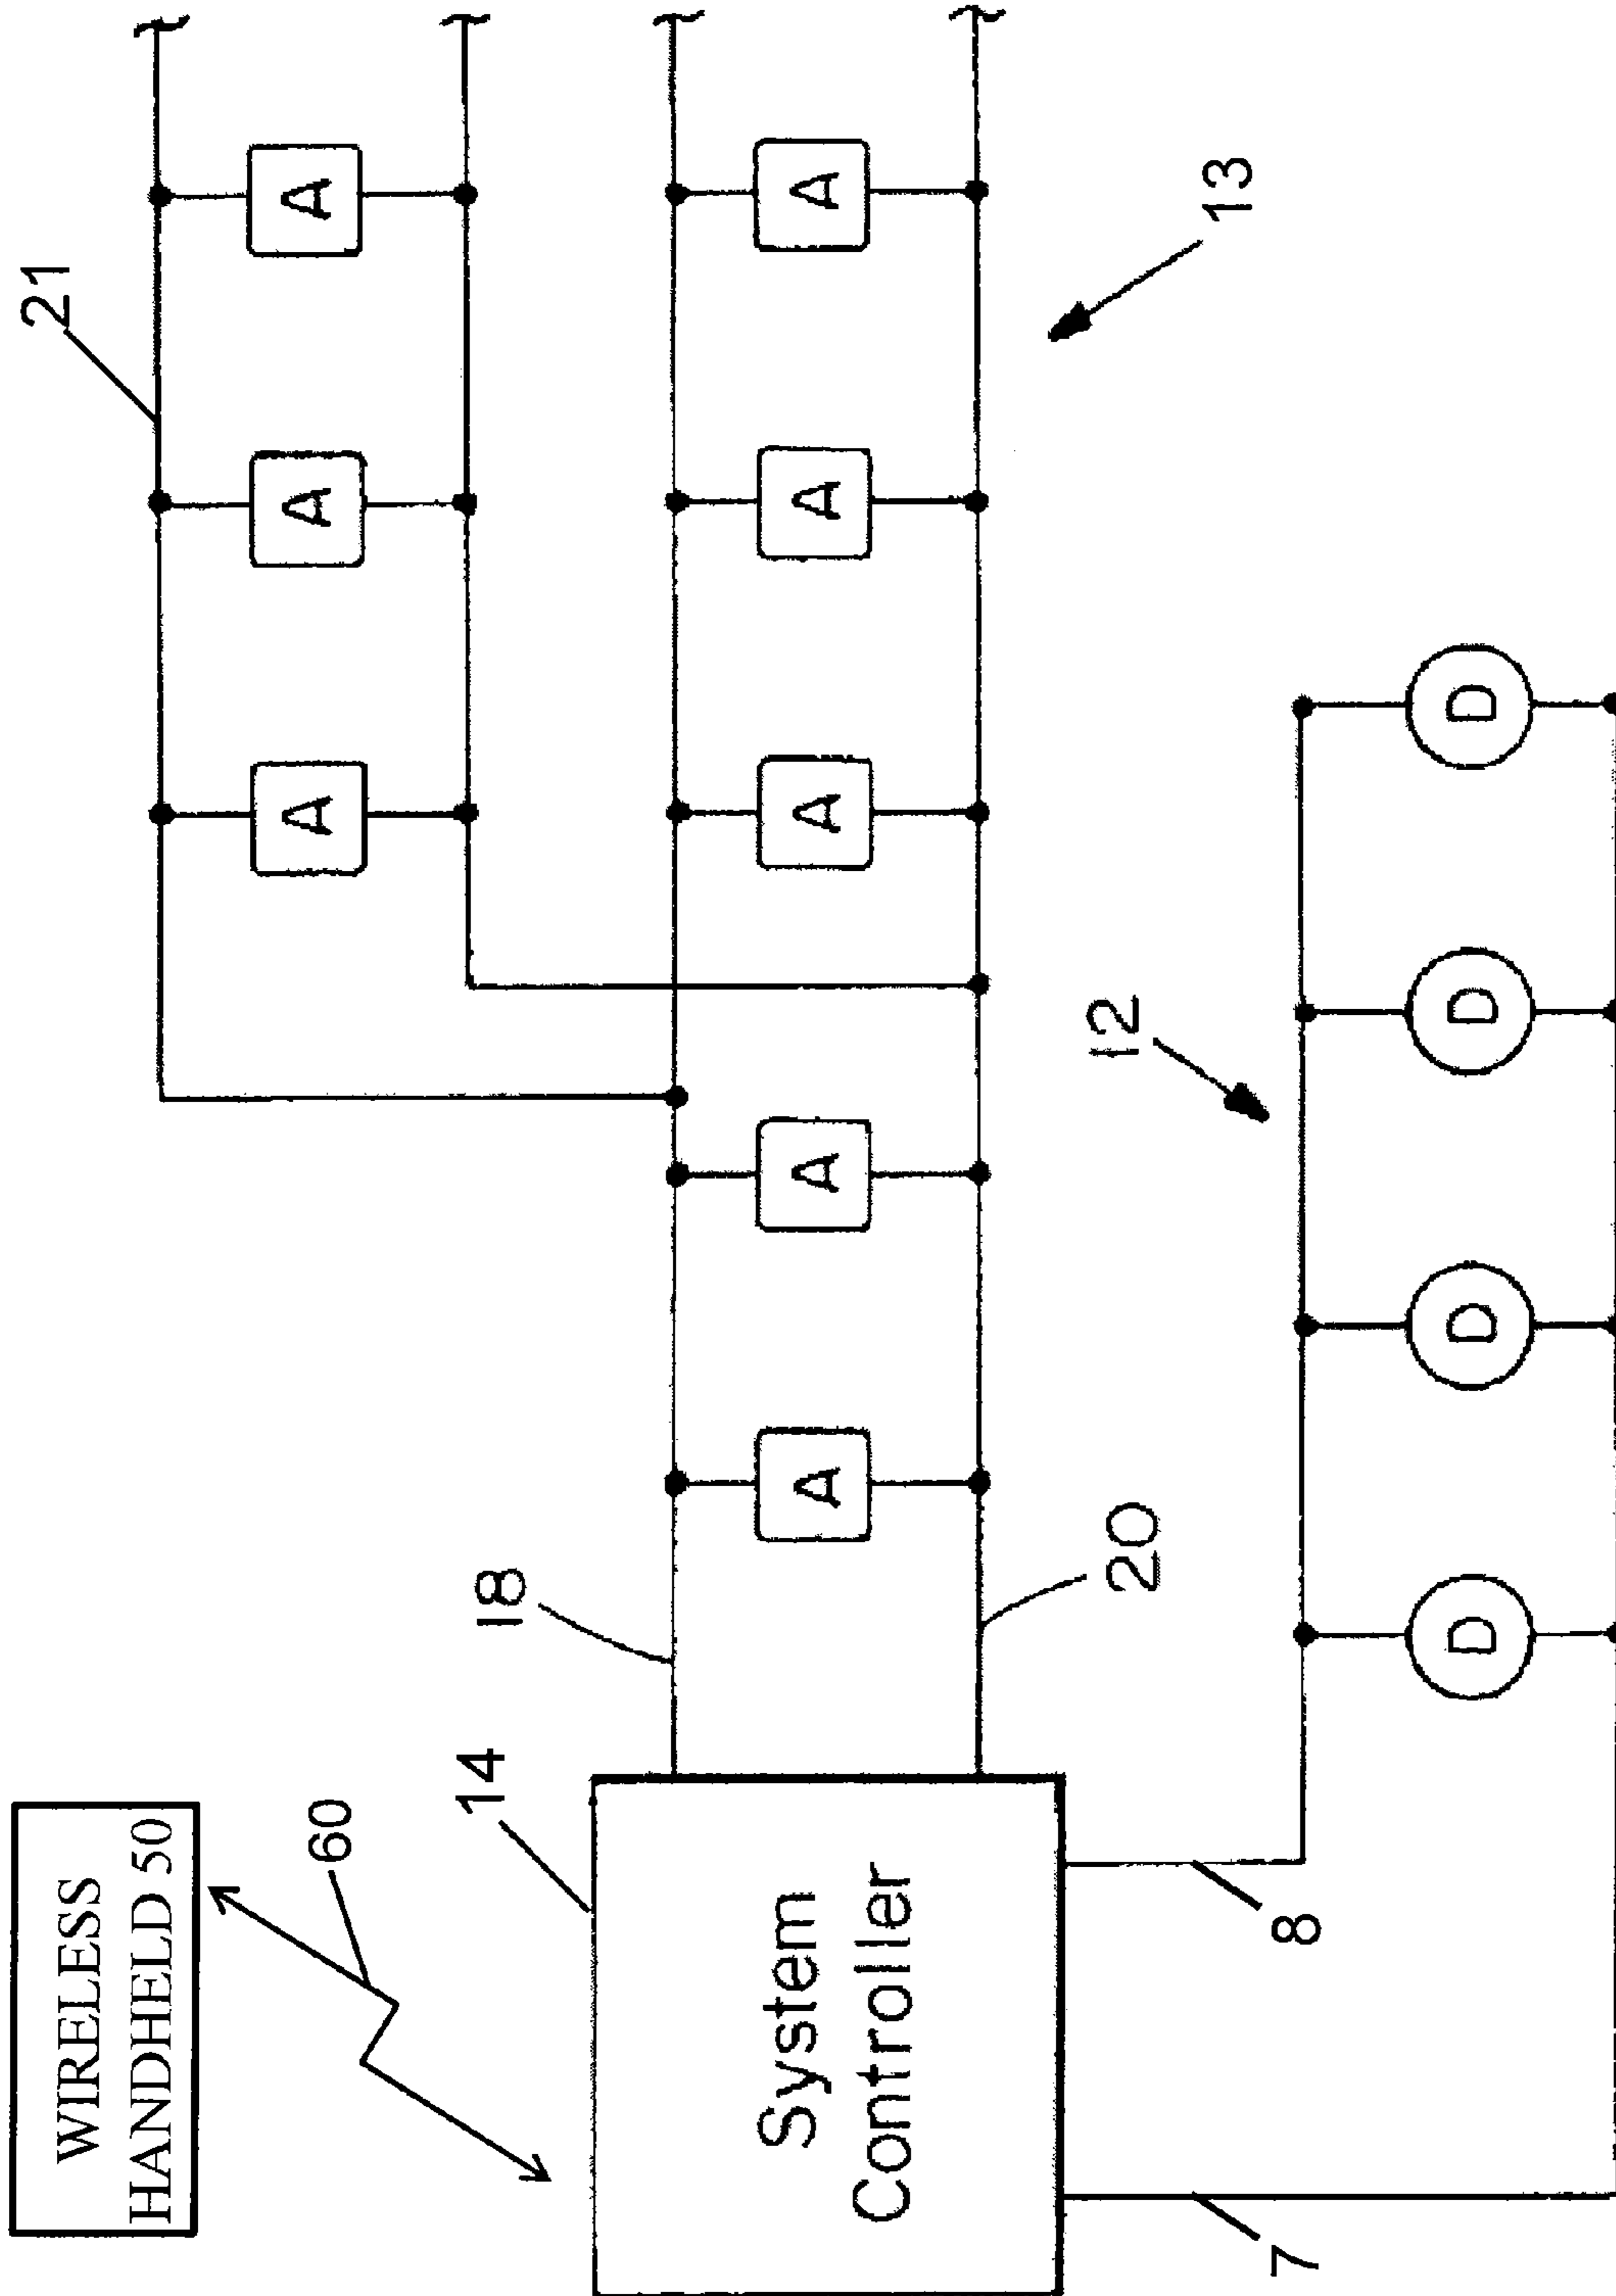 WIRELESS
HANDHELD 50
21
60
A A A
14
18
System
Controller
A A A A A
20
12
13
7
8
D D D D